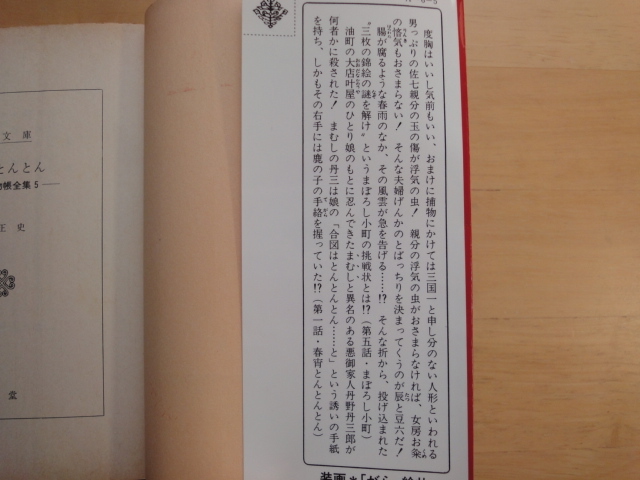 度胸はいいし気前もいい、おまけに捕物にかけては三国一と申し分のない人形といわれる
男っぷりの佐七親分の玉の傷が浮気の虫！　親分の浮気の虫がおさまらなければ、女房お粂
の悋気もおさまらない！　そんな夫婦げんかのとばっちりを決まってくうのが辰と豆六だ！
腸が腐るような春雨のなか、その風雲が急を告げる……!?　そんな折から、投げ込まれた
〝三枚の錦絵の謎を解け〟というまぼろし小町の挑戦状とは!?（第五話・まぼろし小町）
油町の大店叶屋のひとり娘のもとに忍んできたまむしと異名のある悪御家人丹野丹三郎が
何者かに殺された！　まむしの丹三は娘の「合図はとんとんとん……と」という誘いの手紙
を持ち、しかもその右手には鹿の子の手絡を握っていた!?（第一話・春宵とんとんとん）
文庫
とんとん
物帳全集5
正史
堂